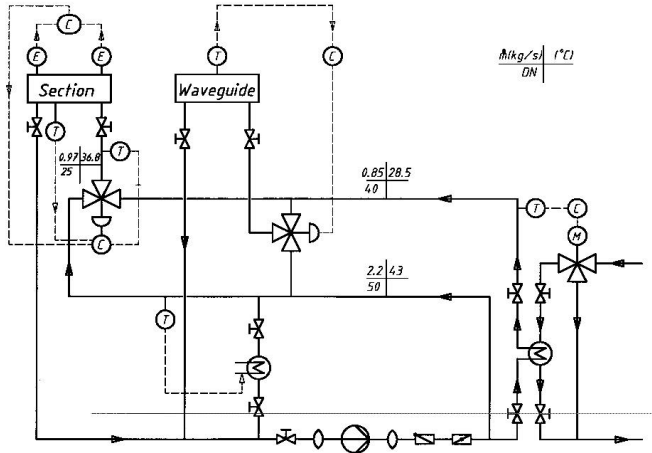 C
E E T C
ṁ(kg/s) (°C)
DN
Section Waveguide
T T
0.97 36.8
25
0.85 28.5
40
T C
M
C
2.2 43
50
T